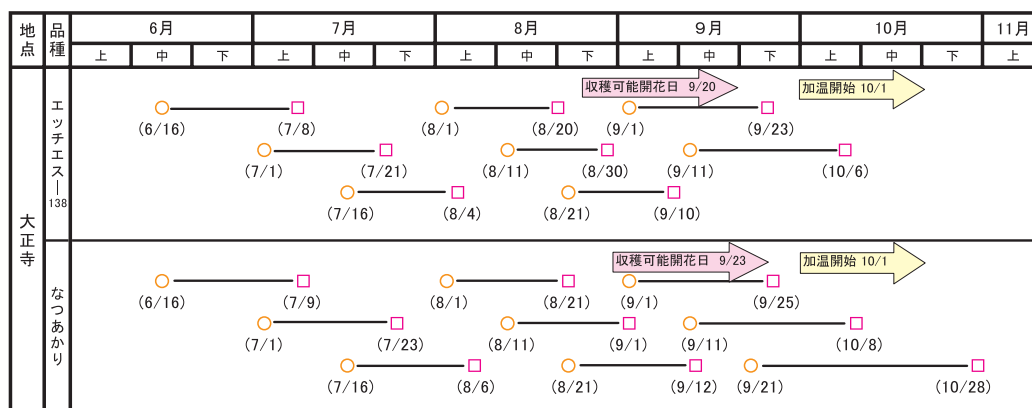 地点 品種 6月 7月 8月 9月 10月 11月
上 中 下 上 中 下 上 中 下 上 中 下 上 中 下 上
大正寺
エッチエス—138
収穫可能開花日 9/20 加温開始 10/1
(6/16) (7/8) (8/1) (8/20) (9/1) (9/23)
(7/1) (7/21) (8/11) (8/30) (9/11) (10/6)
(7/16) (8/4) (8/21) (9/10)
なつあかり
収穫可能開花日 9/23 加温開始 10/1
(6/16) (7/9) (8/1) (8/21) (9/1) (9/25)
(7/1) (7/23) (8/11) (9/1) (9/11) (10/8)
(7/16) (8/6) (8/21) (9/12) (9/21) (10/28)